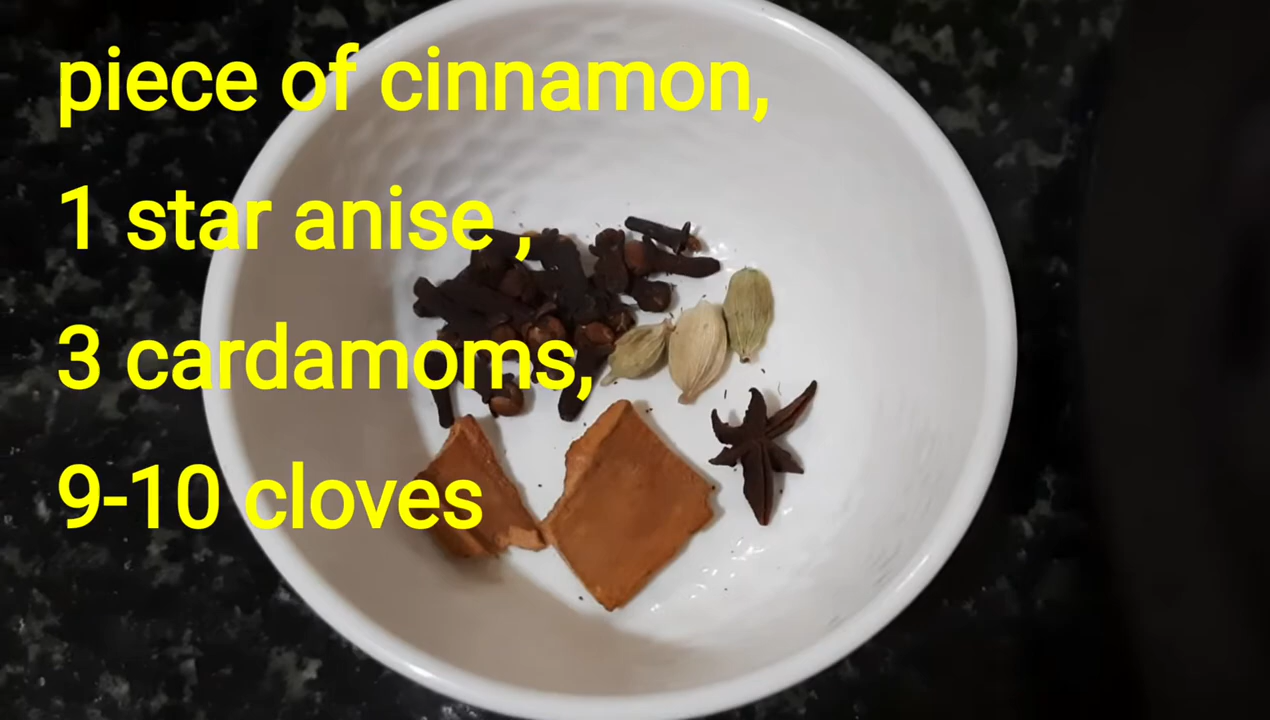 piece of cinnamon,
1 star anise ,
3 cardamoms,
9-10 cloves